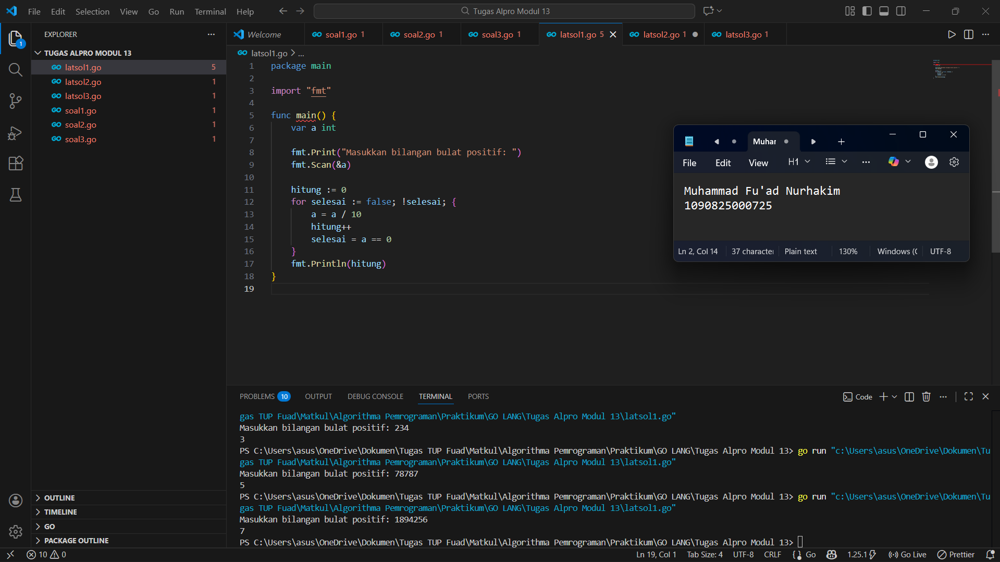 File Edit Selection View Go Run Terminal Help
Tugas Alpro Modul 13
EXPLORER
Welcome
soal1.go 1
soal2.go 1
soal3.go 1
latsol1.go 5
latsol2.go 1
latsol3.go 1
1
TUGAS ALPRO MODUL 13
latsol1.go 5
latsol2.go 1
latsol3.go 1
soal1.go 1
soal2.go 1
soal3.go 1
latsol1.go > ...
1 package main
2
3 import "fmt"
4
5 func main() {
6 var a int
7
8 fmt.Print("Masukkan bilangan bulat positif: ")
9 fmt.Scan(&a)
10
11 hitung := 0
12 for selesai := false; !selesai; {
13 a = a / 10
14 hitung++
15 selesai = a == 0
16 }
17 fmt.Println(hitung)
18 }
19
Muhar
File Edit View H1
Muhammad Fu'ad Nurhakim
1090825000725
Ln 2, Col 14 37 character Plain text 130% Windows (C UTF-8
PROBLEMS 10 OUTPUT DEBUG CONSOLE TERMINAL PORTS
Code
gas TUP Fuad\Matkul\Algorithma Pemrograman\Praktikum\GO LANG\Tugas Alpro Modul 13\latsol1.go"
Masukkan bilangan bulat positif: 234
3
PS C:\Users\asus\OneDrive\Dokumen\Tugas TUP Fuad\Matkul\Algorithma Pemrograman\Praktikum\GO LANG\Tugas Alpro Modul 13> go run "c:\Users\asus\OneDrive\Dokumen\Tu
gas TUP Fuad\Matkul\Algorithma Pemrograman\Praktikum\GO LANG\Tugas Alpro Modul 13\latsol1.go"
Masukkan bilangan bulat positif: 78787
5
PS C:\Users\asus\OneDrive\Dokumen\Tugas TUP Fuad\Matkul\Algorithma Pemrograman\Praktikum\GO LANG\Tugas Alpro Modul 13> go run "c:\Users\asus\OneDrive\Dokumen\Tu
gas TUP Fuad\Matkul\Algorithma Pemrograman\Praktikum\GO LANG\Tugas Alpro Modul 13\latsol1.go"
Masukkan bilangan bulat positif: 1894256
7
PS C:\Users\asus\OneDrive\Dokumen\Tugas TUP Fuad\Matkul\Algorithma Pemrograman\Praktikum\GO LANG\Tugas Alpro Modul 13>
OUTLINE
TIMELINE
GO
PACKAGE OUTLINE
10 0
Ln 19, Col 1 Tab Size: 4 UTF-8 CRLF Go 1.25.1 Go Live Prettier